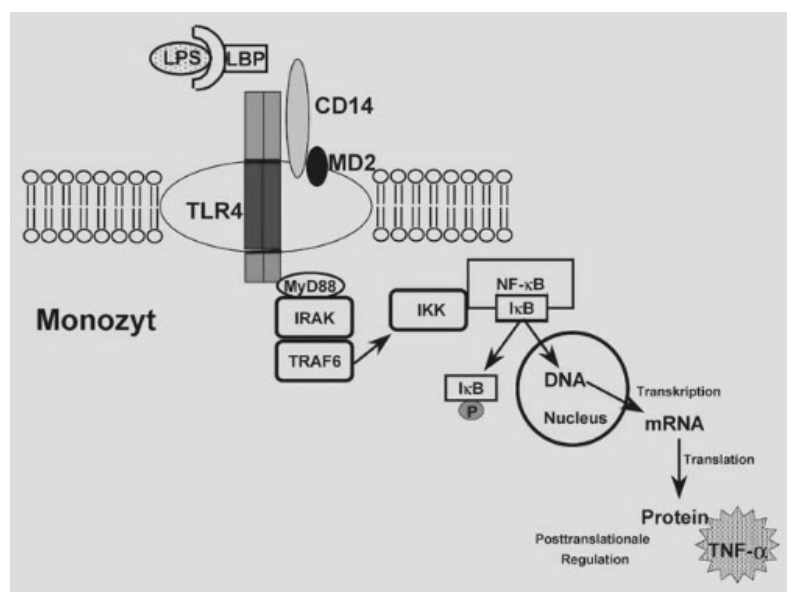 LPS
LBP
CD14
MD2
TLR4
MyD88
Monozyt
IRAK
TRAF6
IKK
NF-κB
IκB
IκB
P
DNA
Nucleus
Transkription
mRNA
Translation
Protein
TNF-α
Posttranslationale
Regulation